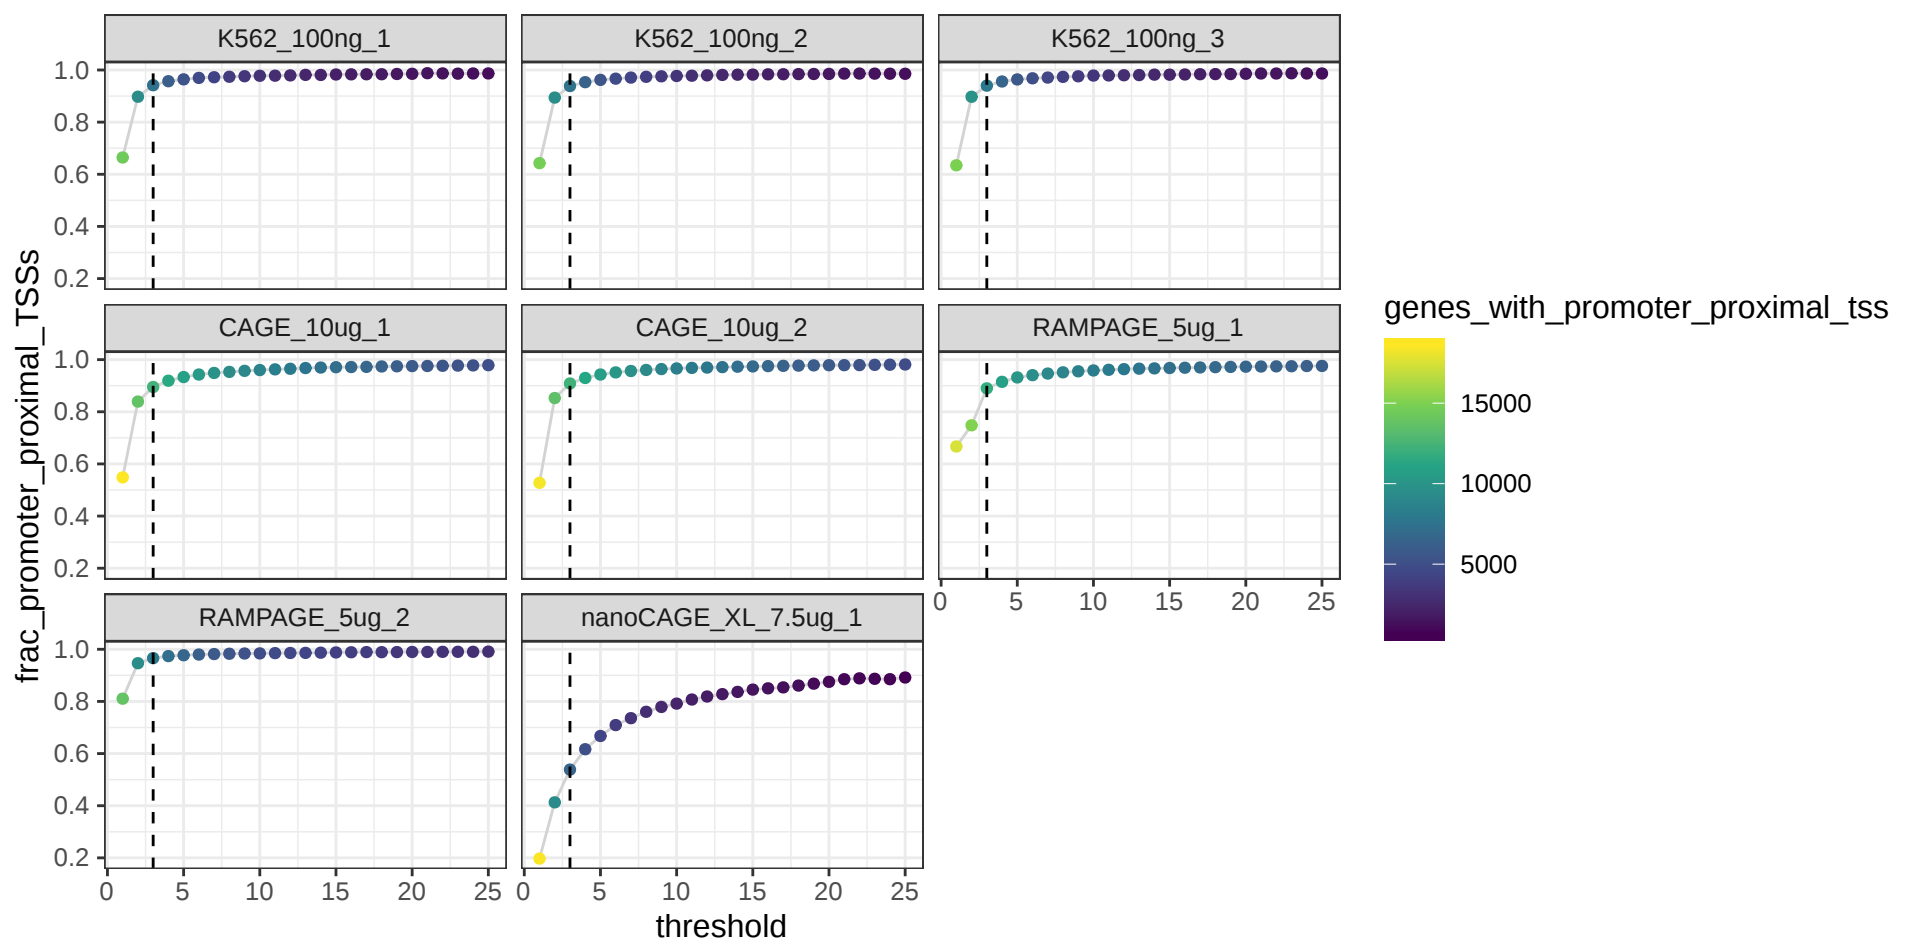 K562_100ng_1
K562_100ng_2
K562_100ng_3
1.0
0.8
0.6
0.4
0.2
CAGE_10ug_1
CAGE_10ug_2
RAMPAGE_5ug_1
1.0
0.8
0.6
0.4
0.2
0 5 10 15 20 25
RAMPAGE_5ug_2
nanoCAGE_XL_7.5ug_1
1.0
0.8
0.6
0.4
0.2
0 5 10 15 20 25
0 5 10 15 20 25
threshold
frac_promoter_proximal_TSSs
genes_with_promoter_proximal_tss
15000
10000
5000